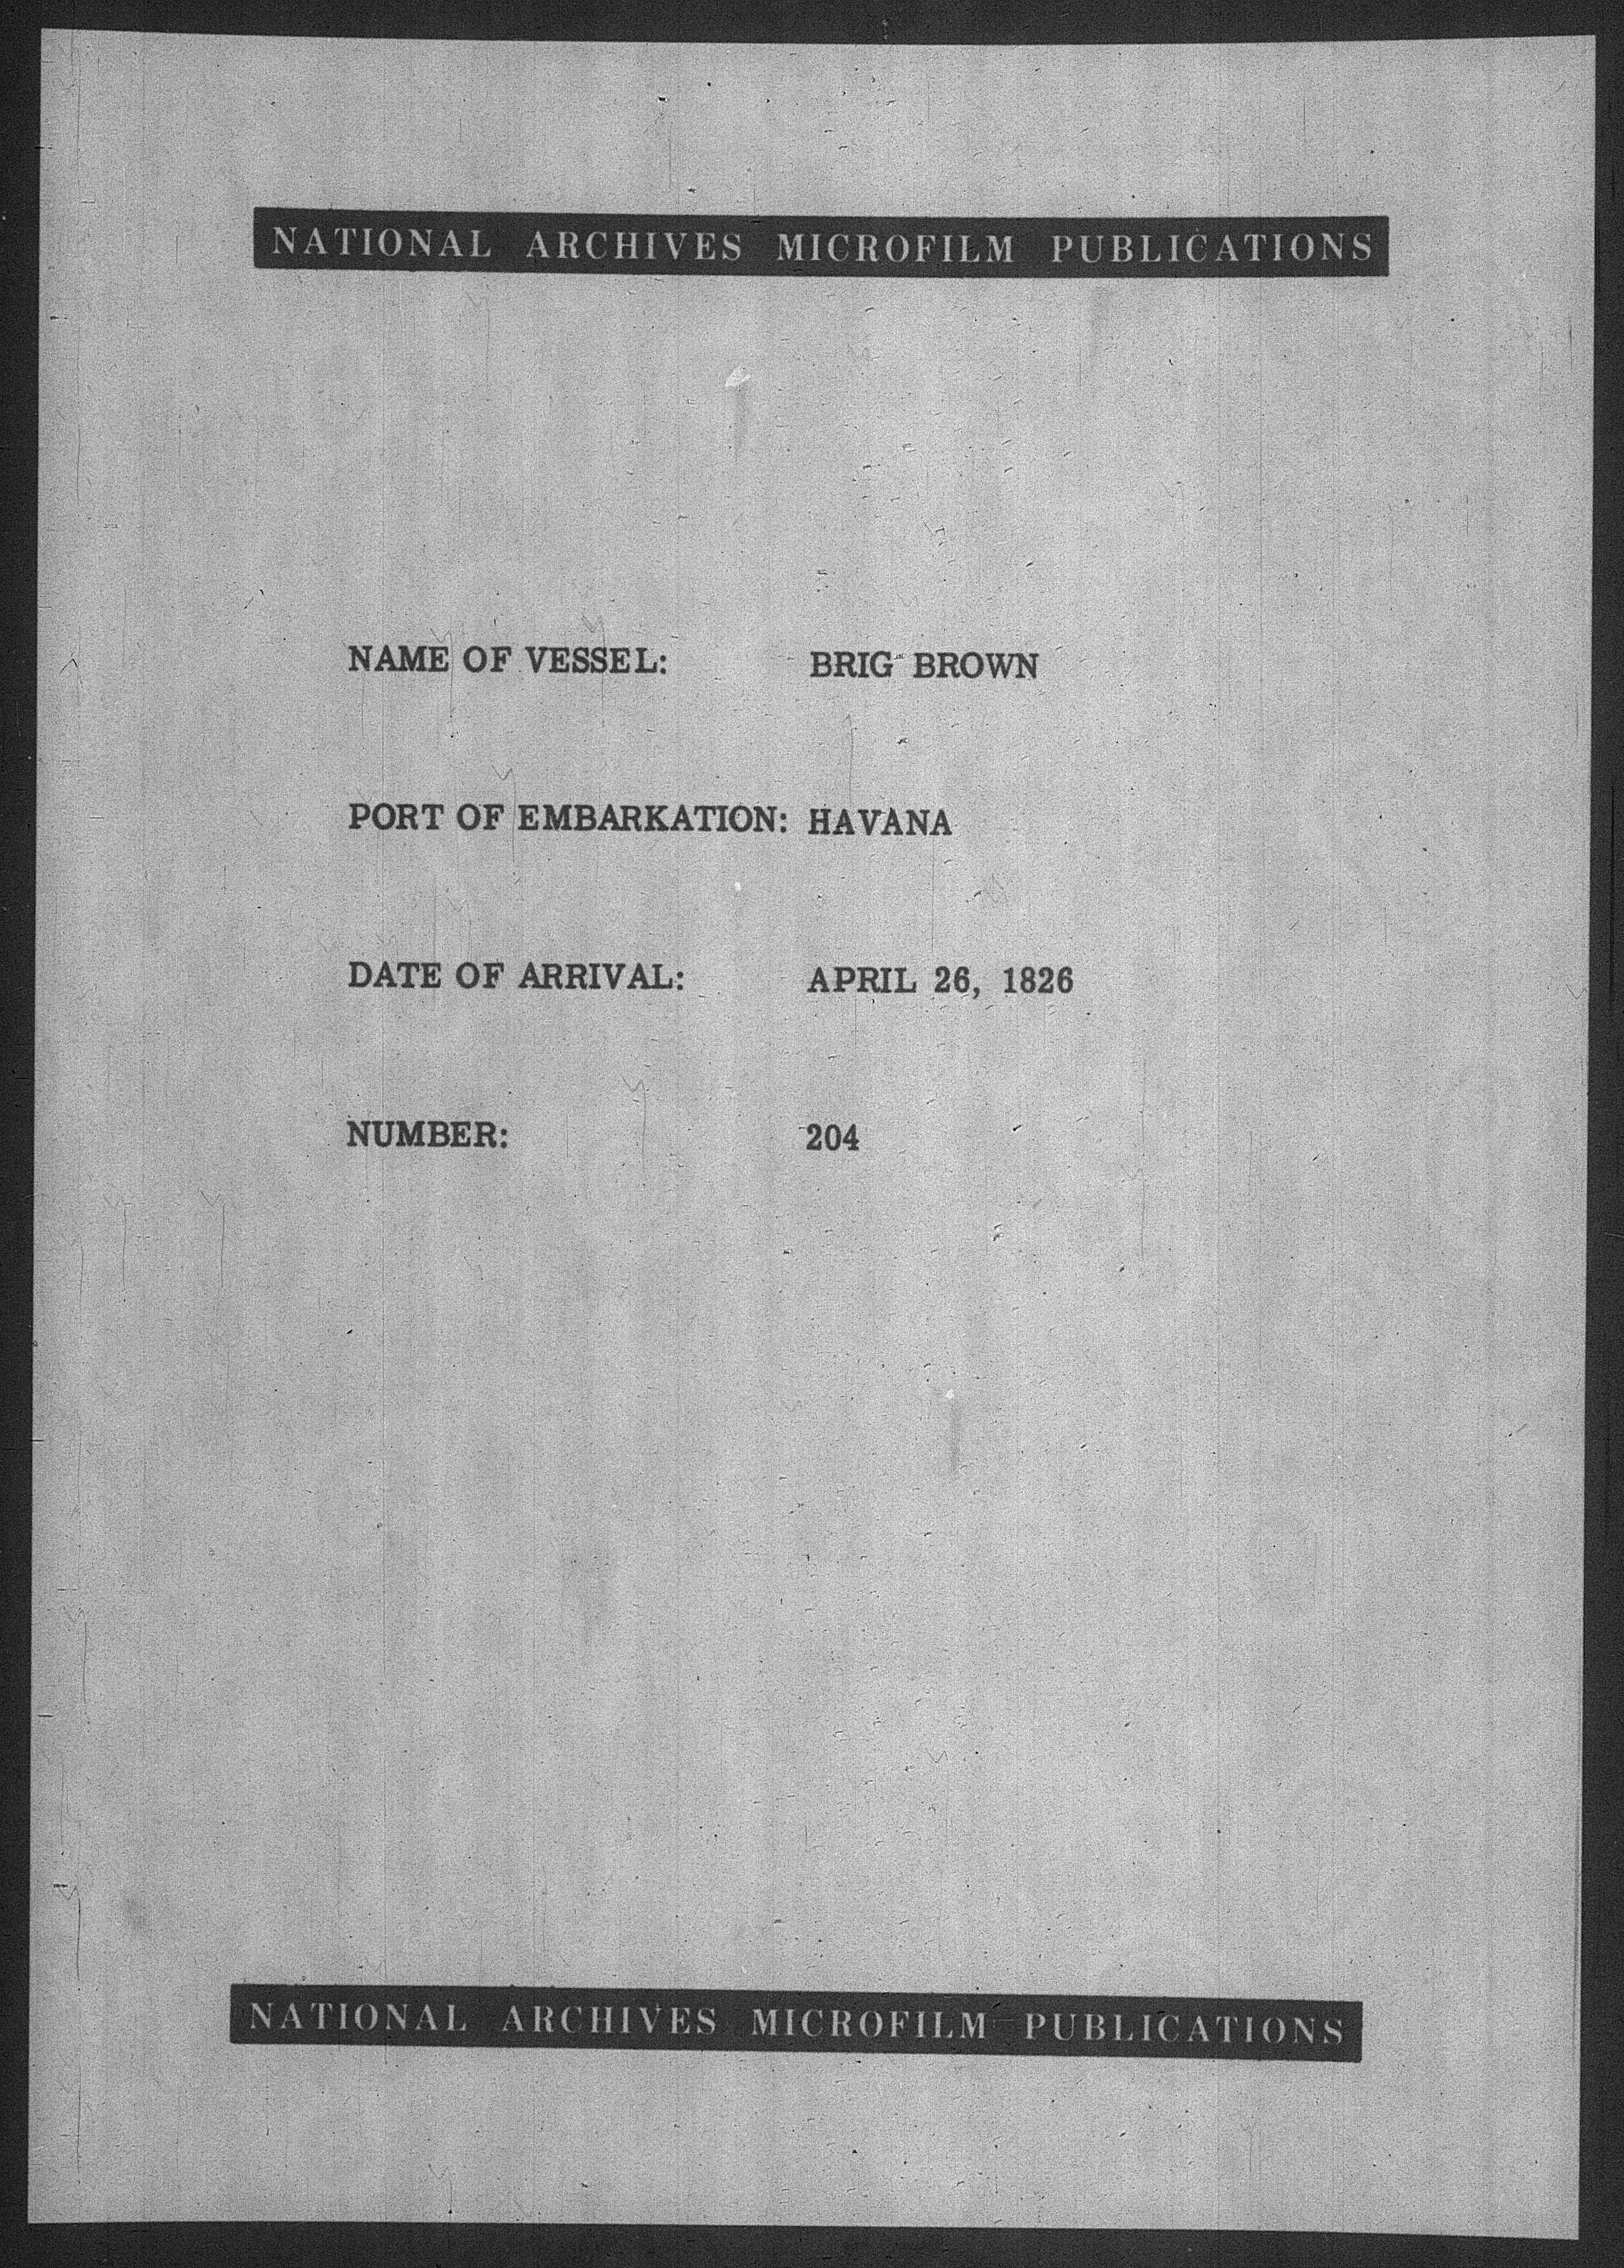 NATIONAL ARCHIVES MICROFILM PUBLICATIONS
NAME OF VESSEL: BRIG BROWN
PORT OF EMBARKATION: HAVANA
DATE OF ARRIVAL: APRIL 26, 1826
NUMBER: 204
NATIONAL ARCHIVES MICROFILM PUBLICATIONS